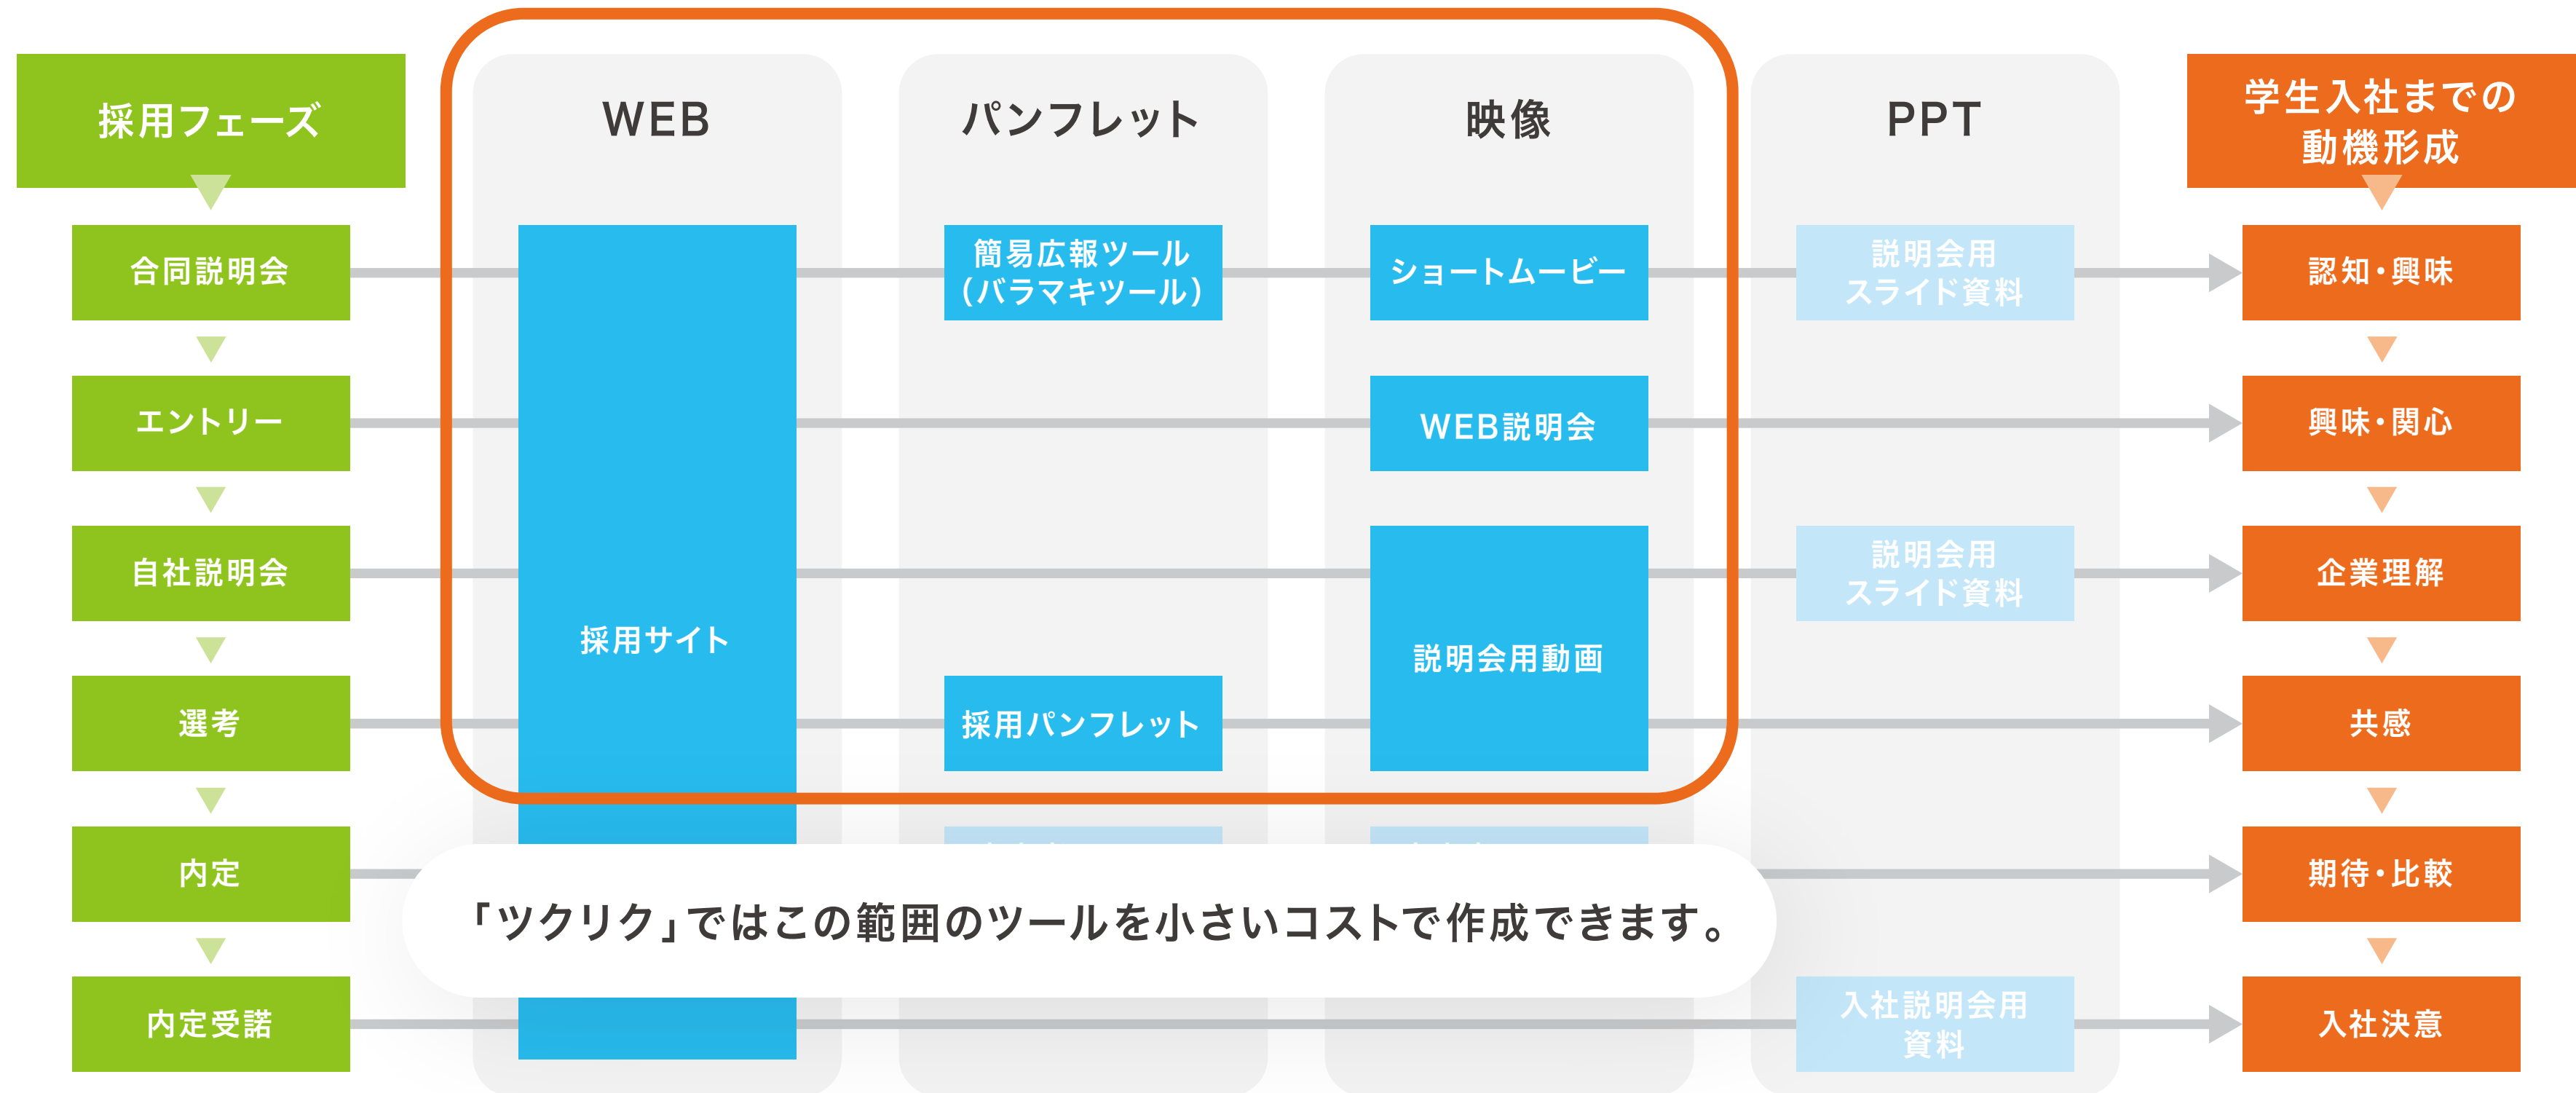 採用フェーズ
WEB
パンフレット
映像
PPT
学生入社までの
動機形成
合同説明会
簡易広報ツール
（バラマキツール）
ショートムービー
説明会用
スライド資料
認知・興味
エントリー
WEB説明会
興味・関心
自社説明会
採用サイト
説明会用動画
説明会用
スライド資料
企業理解
選考
採用パンフレット
共感
内定
期待・比較
「ツクリク」ではこの範囲のツールを小さいコストで作成できます。
内定受諾
入社説明会用
資料
入社決意